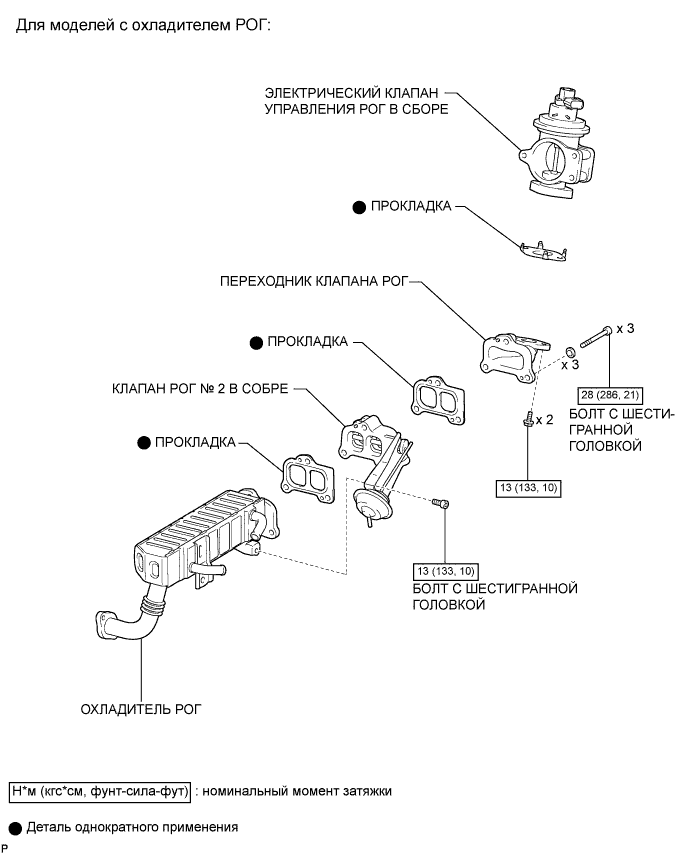 Для моделей с охладителем РОГ:
ЭЛЕКТРИЧЕСКИЙ КЛАПАН
УПРАВЛЕНИЯ РОГ В СБОРЕ
● ПРОКЛАДКА
ПЕРЕХОДНИК КЛАПАНА РОГ
x 3
● ПРОКЛАДКА
x 3
КЛАПАН РОГ № 2 В СОБРЕ
28 (286, 21)
БОЛТ С ШЕСТИ-
ГРАННОЙ
ГОЛОВКОЙ
x 2
● ПРОКЛАДКА
13 (133, 10)
13 (133, 10)
БОЛТ С ШЕСТИГРАННОЙ
ГОЛОВКОЙ
ОХЛАДИТЕЛЬ РОГ
Н*м (кгс*см, фунт-сила-фут) : номинальный момент затяжки
● Деталь однократного применения
P